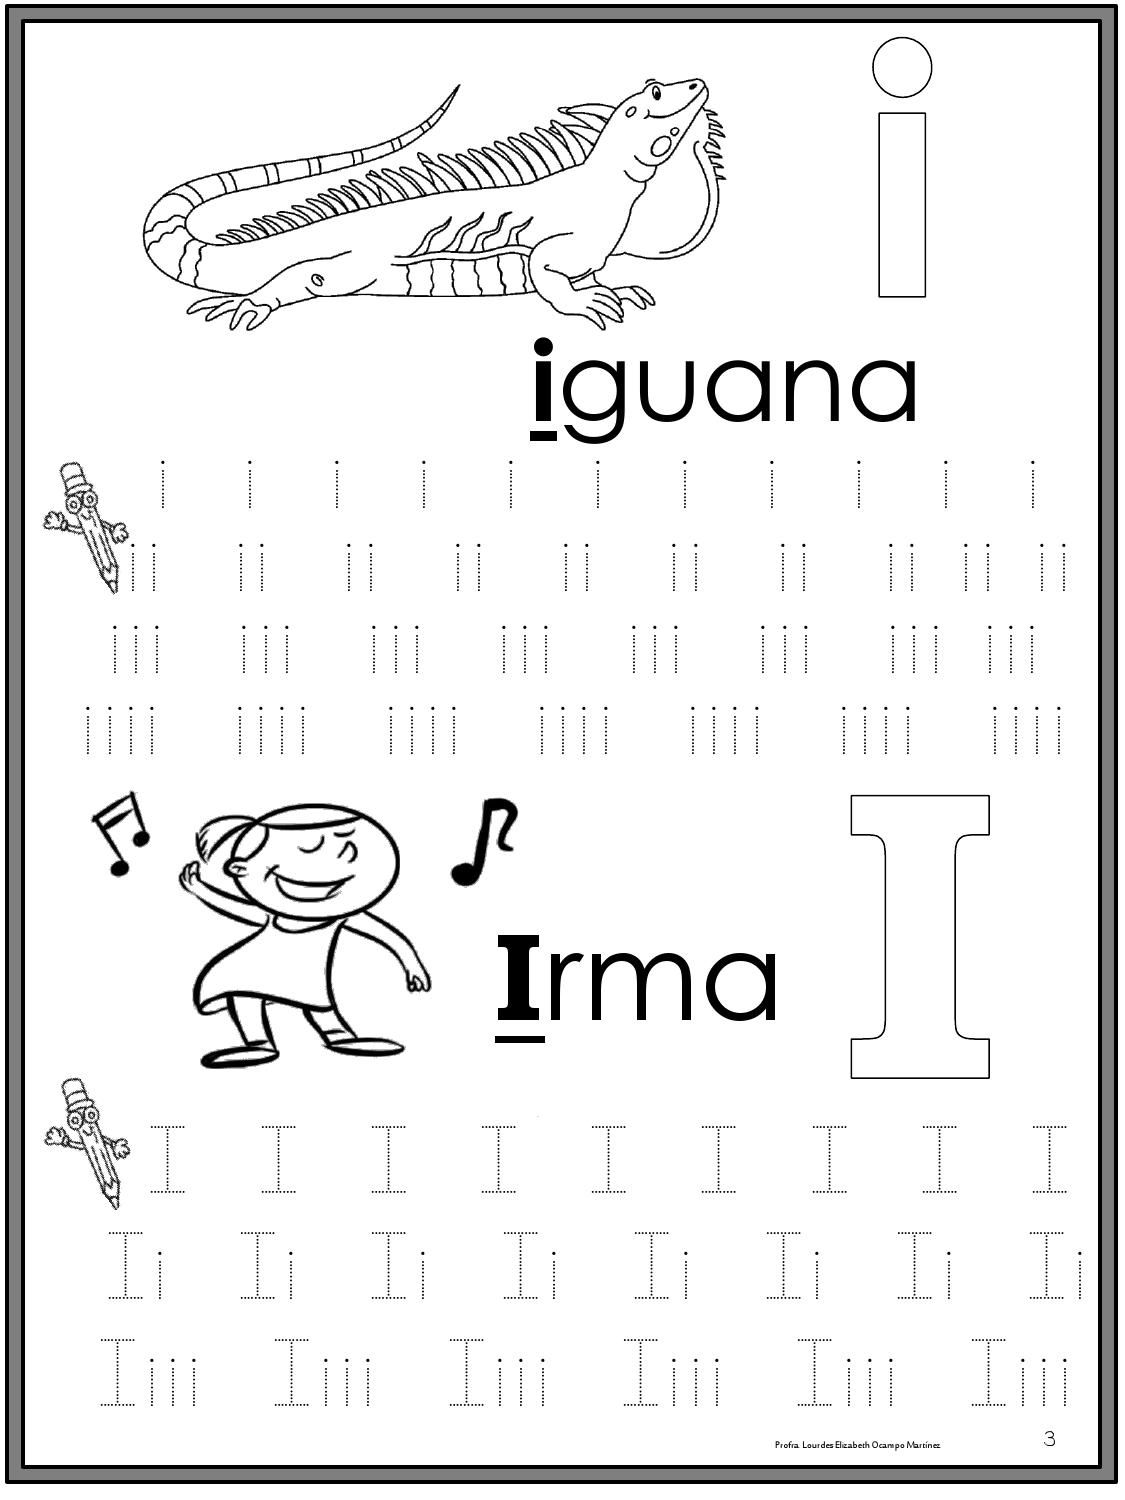 i
iguana
i i i i i i i i i i i
ii ii ii ii ii ii ii ii ii ii
iii iii iii iii iii iii iii iii
iiii iiii iiii iiii iiii iiii iiii
I
Irma
I I I I I I I I I
Ii Ii Ii Ii Ii Ii Ii Ii
Iiii Iiii Iiii Iiii Iiii Iiii
Profra. Lourdes Elizabeth Ocampo Martínez
3